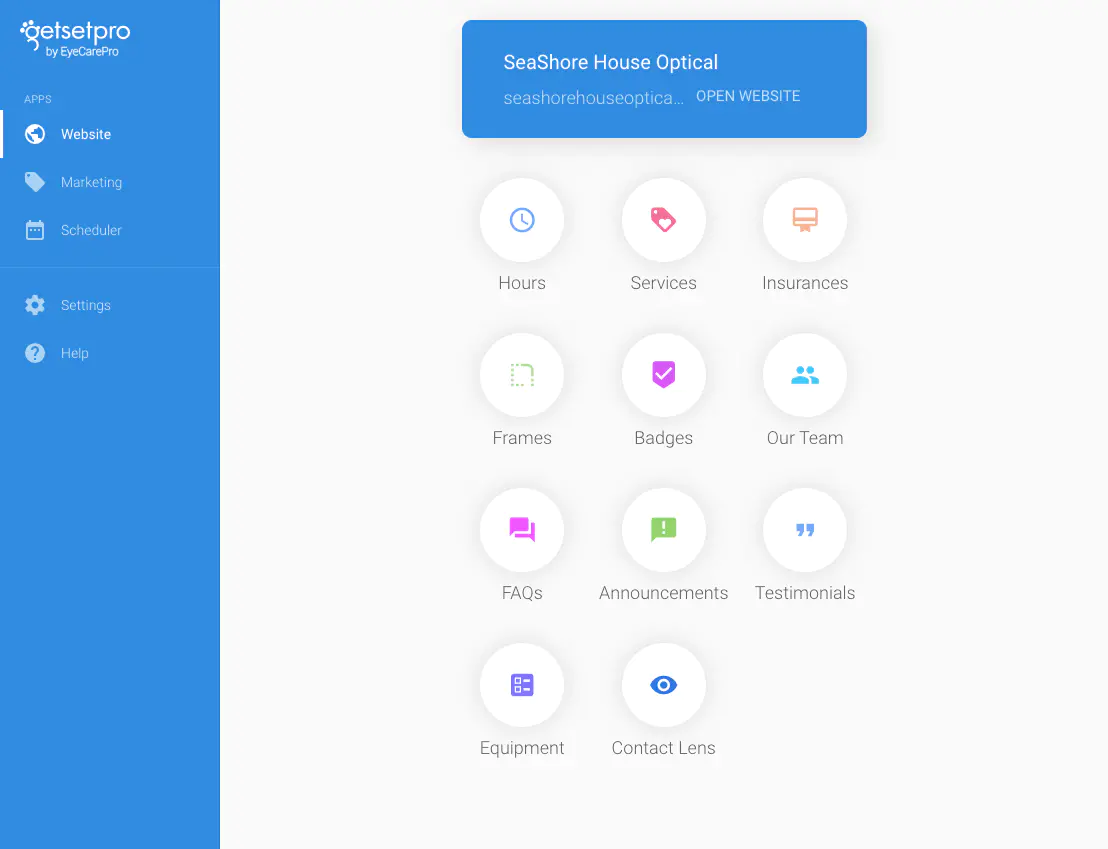 getsetpro
by EyeCarePro
APPS
Website
Marketing
Scheduler
Settings
Help
SeaShore House Optical
seashorehouseoptica... OPEN WEBSITE
Hours Services Insurances
Frames Badges Our Team
FAQs Announcements Testimonials
Equipment Contact Lens